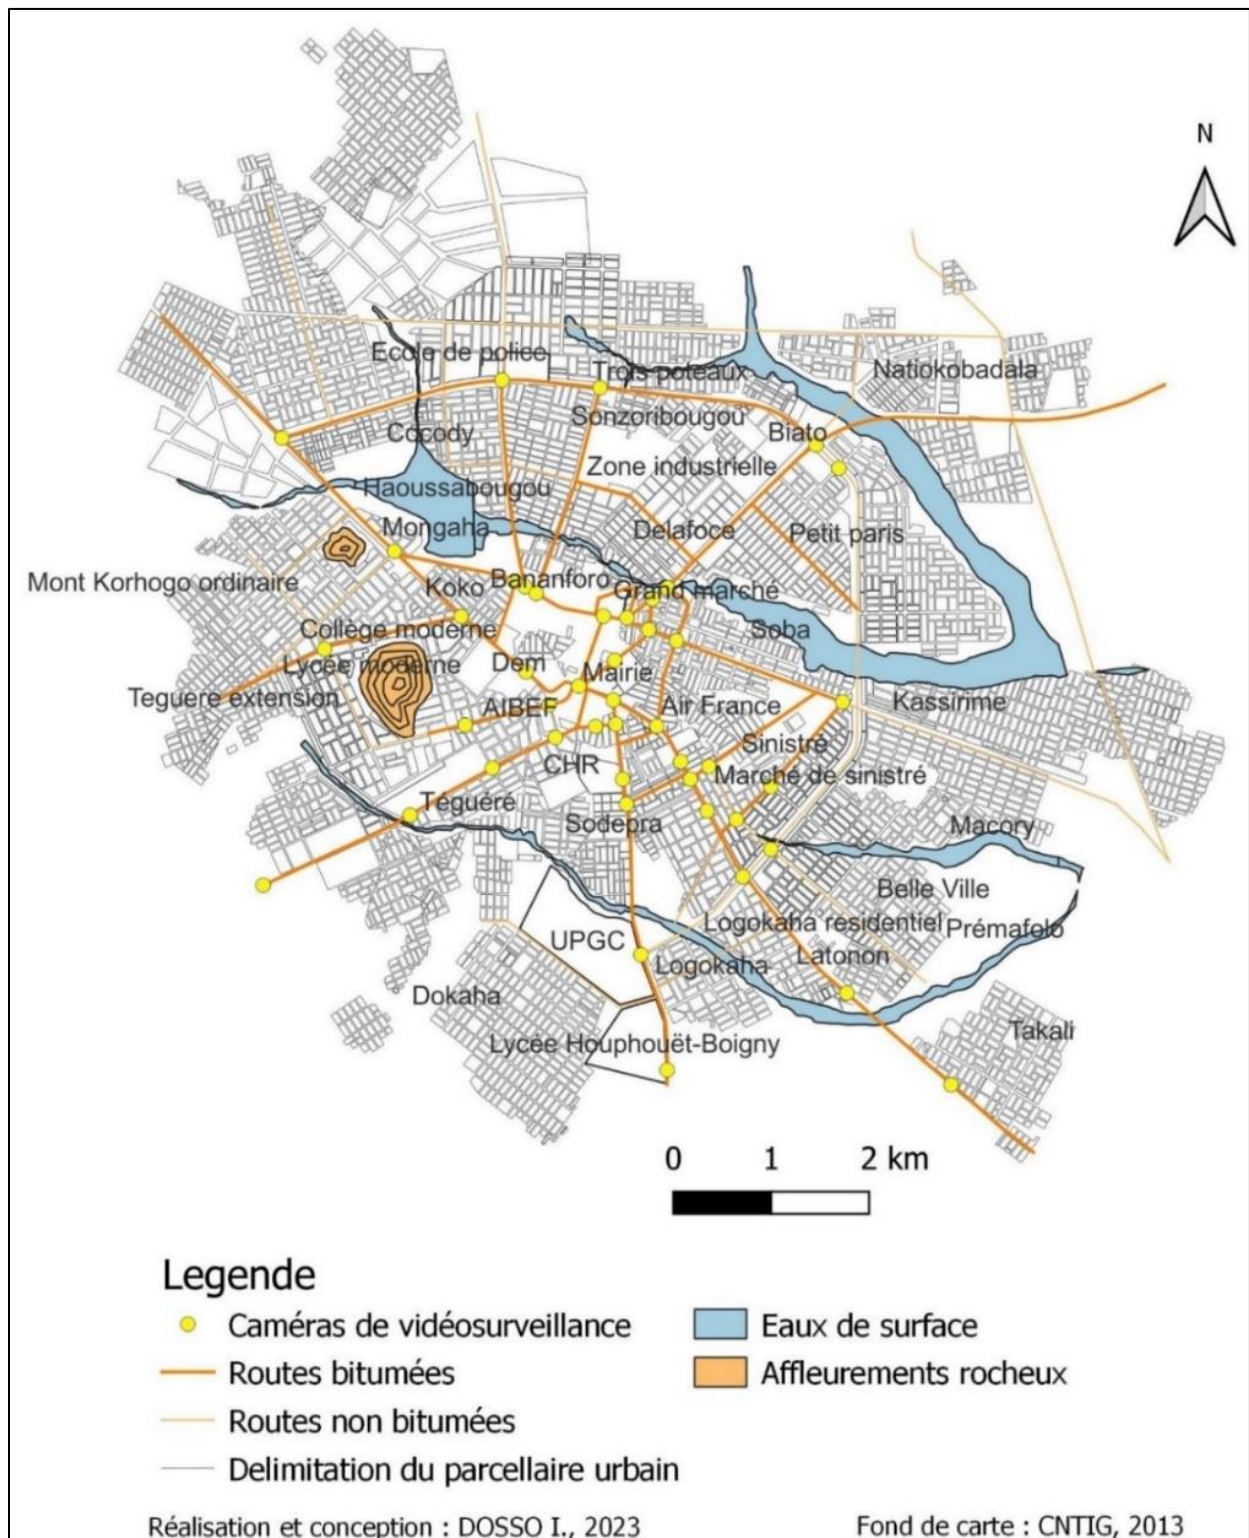 N
Ecole de police
Trois poteaux
Natiokobadala
Sonzoribougou
Cocody
Biato
Zone industrielle
Haoussabougou
Mongaha
Delafoce
Petit paris
Mont Korhogo ordinaire
Koko
Bananforo
Grand marché
Collège moderne
Soba
Lycée moderne
Dem
Mairie
Teguere extension
AIBEF
Air France
Kassirime
Sinistré
CHR
Marché de sinistré
Téguéré
Sodepra
Macory
Belle Ville
Logokaha residentiel
Prémafolo
UPGC
Logokaha
Latonon
Dokaha
Takali
Lycée Houphouët-Boigny
0 1 2 km
Legende
Caméras de vidéosurveillance
Eaux de surface
Routes bitumées
Affleurements rocheux
Routes non bitumées
Delimitation du parcellaire urbain
Réalisation et conception : DOSSO I., 2023
Fond de carte : CNTIG, 2013